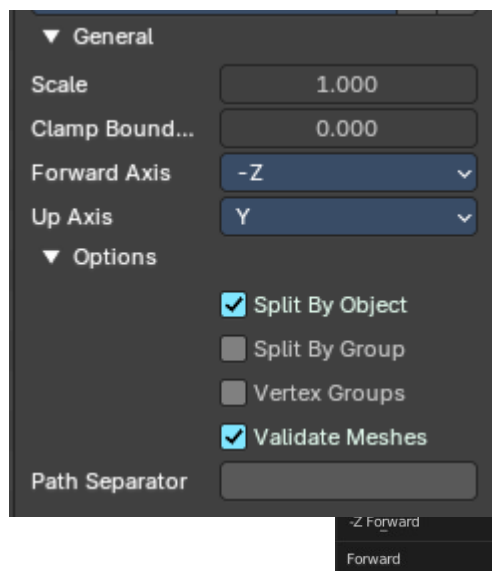 General
Scale 1.000
Clamp Bound... 0.000
Forward Axis -Z
Up Axis Y
Options
Split By Object
Split By Group
Vertex Groups
Validate Meshes
Path Separator
-Z Forward
Forward